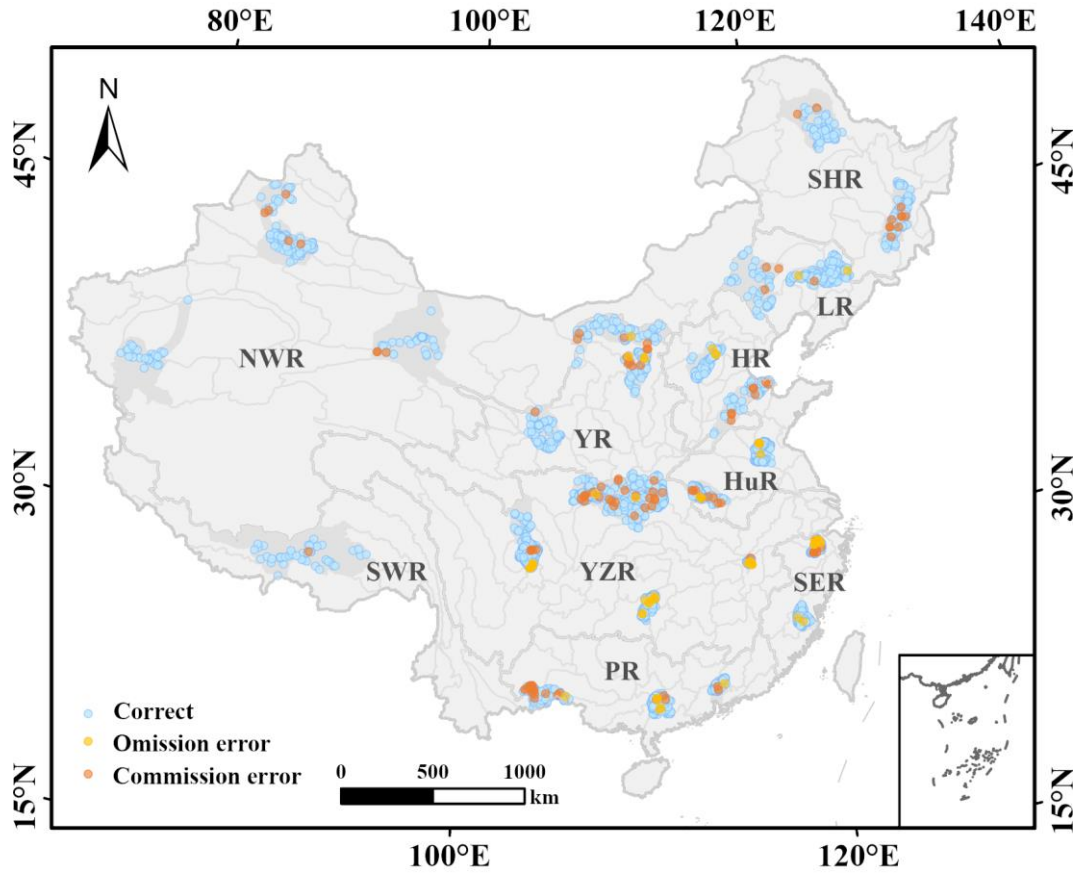 80°E 100°E 120°E 140°E
N
45°N 45°N
SHR
LR
NWR HR
YR
30°N 30°N
HuR
SWR YZR SER
PR
Correct
Omission error
Commission error
0 500 1000
km
15°N 15°N
100°E 120°E